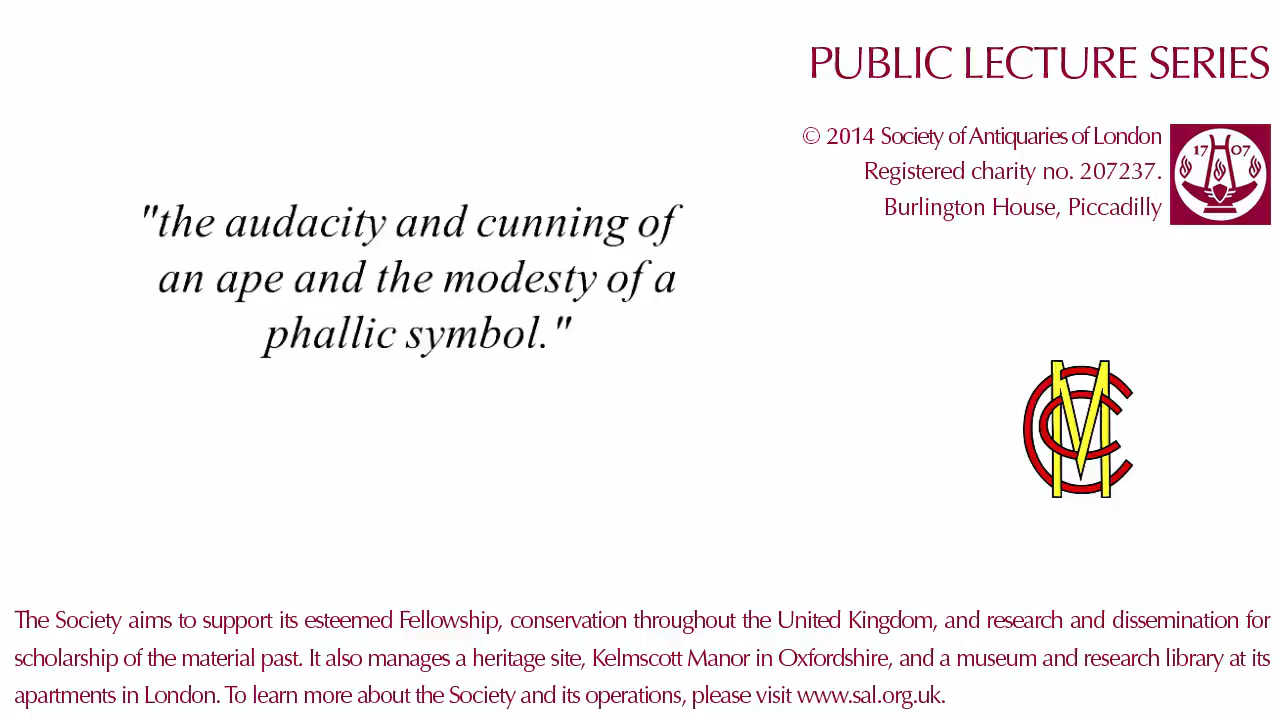 PUBLIC LECTURE SERIES
© 2014 Society of Antiquaries of London
Registered charity no. 207237.
Burlington House, Piccadilly
17 07
"the audacity and cunning of
an ape and the modesty of a
phallic symbol."
MCC
The Society aims to support its esteemed Fellowship, conservation throughout the United Kingdom, and research and dissemination for
scholarship of the material past. It also manages a heritage site, Kelmscott Manor in Oxfordshire, and a museum and research library at its
apartments in London. To learn more about the Society and its operations, please visit www.sal.org.uk.